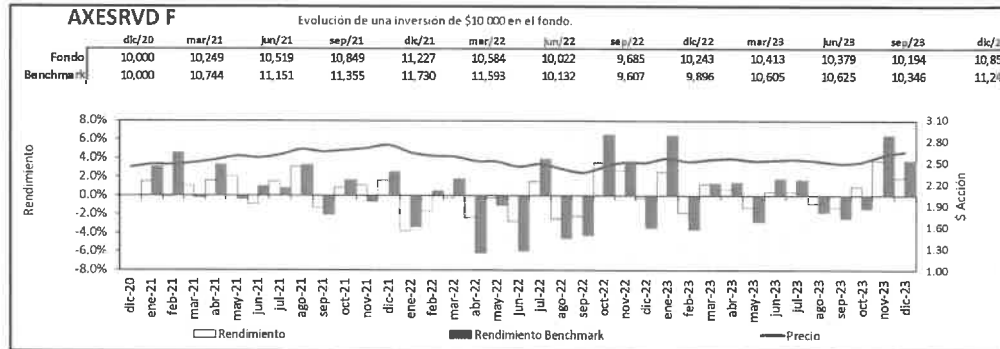 AXESRVD F
Evolución de una inversión de $10 000 en el fondo.
dic/20 mar/21 jun/21 sep/21 dic/21 mar/22 jun/22 sep/22 dic/22 mar/23 jun/23 sep/23
Fondo 10,000 10,249 10,519 10,849 11,227 10,584 10,022 9,685 10,243 10,413 10,379 10,194
Benchmark 10,000 10,744 11,151 11,355 11,730 11,593 10,132 9,607 9,896 10,605 10,625 10,346
Rendimiento
8.0%
6.0%
4.0%
2.0%
0.0%
-2.0%
-4.0%
-6.0%
-8.0%
3 10
2.80
2.50
2.20
1.90
1.60
1.30
1.00
$ Acción
dic-20 ene-21 feb-21 mar-21 abr-21 may-21 jun-21 jul-21 ago-21 sep-21 oct-21 nov-21 dic-21 ene-22 feb-22 mar-22 abr-22 may-22 jun-22 jul-22 ago-22 sep-22 oct-22 nov-22 dic-22 ene-23 feb-23 mar-23 abr-23 may-23 jun-23 jul-23 ago-23 sep-23 oct-23 nov-23 dic-23
Rendimiento Rendimiento Benchmark Precio